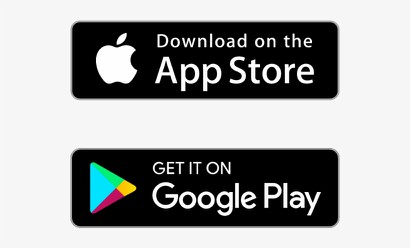 Download on the
App Store
GET IT ON
Google Play